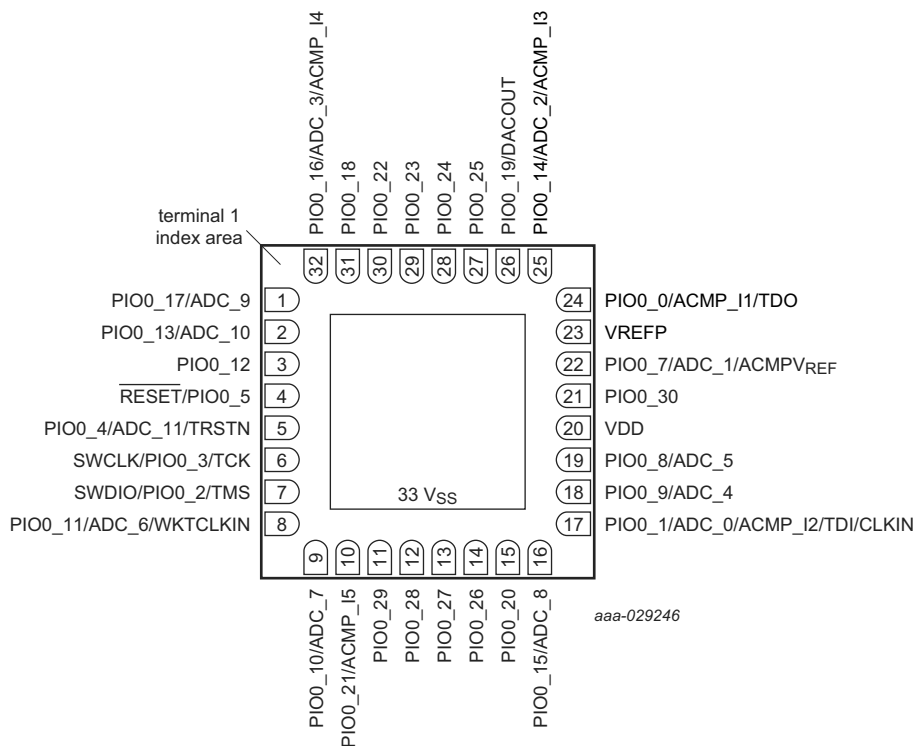 PIO0_16/ADC_3/ACMP_I4
PIO0_18
PIO0_22
PIO0_23
PIO0_24
PIO0_25
PIO0_19/DACOUT
PIO0_14/ADC_2/ACMP_I3
terminal 1
index area
32
31
30
29
28
27
26
25
PIO0_17/ADC_9 1
PIO0_13/ADC_10 2
PIO0_12 3
RESET/PIO0_5 4
PIO0_4/ADC_11/TRSTN 5
SWCLK/PIO0_3/TCK 6
SWDIO/PIO0_2/TMS 7
PIO0_11/ADC_6/WKTCLKIN 8
33 VSS
24 PIO0_0/ACMP_I1/TDO
23 VREFP
22 PIO0_7/ADC_1/ACMPVREF
21 PIO0_30
20 VDD
19 PIO0_8/ADC_5
18 PIO0_9/ADC_4
17 PIO0_1/ADC_0/ACMP_I2/TDI/CLKIN
9
10
11
12
13
14
15
16
PIO0_10/ADC_7
PIO0_21/ACMP_I5
PIO0_29
PIO0_28
PIO0_27
PIO0_26
PIO0_20
PIO0_15/ADC_8
aaa-029246